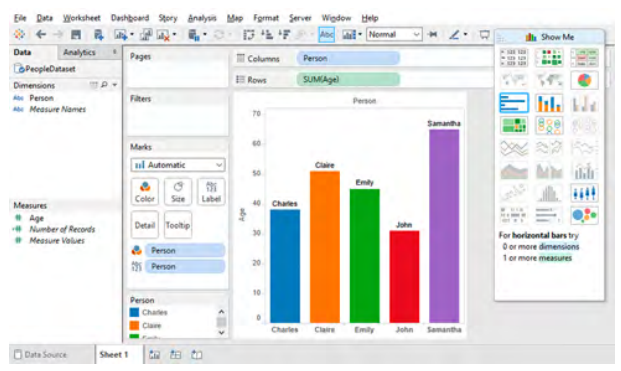 File Data Worksheet Dashboard Story Analysis Map Format Server Window Help
Abc Normal
Show Me
Data Analytics
PeopleDataset
Dimensions
Abc Person
Abc Measure Names
Measures
# Age
# Number of Records
# Measure Values
Pages
Filters
Marks
Automatic
Color Size Label
Detail Tooltip
Person
Person
Person
Charles
Claire
Emily
Columns Person
Rows SUM(Age)
Person
70
60
50
40
30
20
10
0
Age
Samantha
Claire
Emily
Charles
John
Charles Claire Emily John Samantha
For horizontal bars try
0 or more dimensions
1 or more measures
Data Source Sheet 1